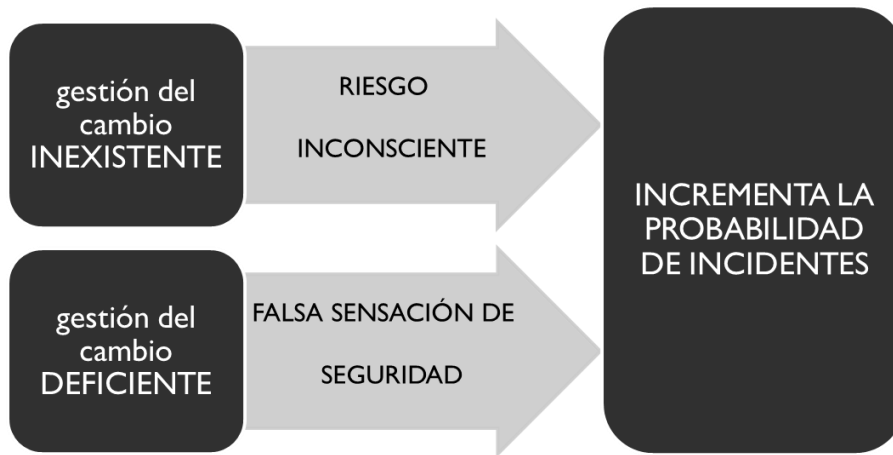 gestión del
cambio
INEXISTENTE
RIESGO
INCONSCIENTE
gestión del
cambio
DEFICIENTE
FALSA SENSACIÓN DE
SEGURIDAD
INCREMENTA LA
PROBABILIDAD
DE INCIDENTES